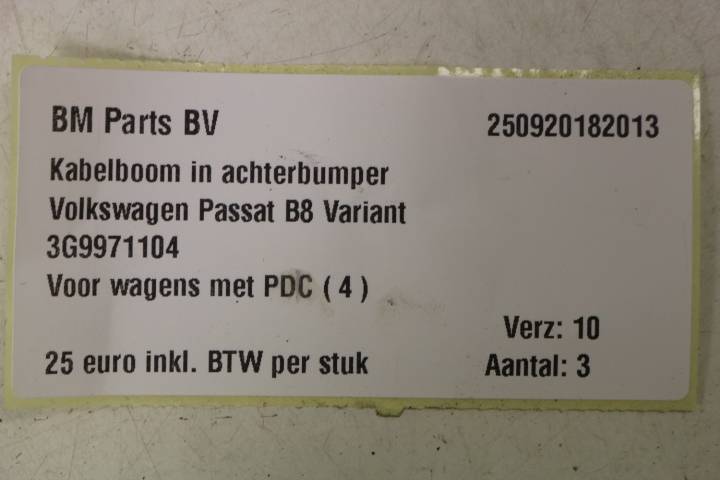 BM Parts BV 250920182013
Kabelboom in achterbumper
Volkswagen Passat B8 Variant
3G9971104
Voor wagens met PDC ( 4 )
Verz: 10
25 euro inkl. BTW per stuk Aantal: 3